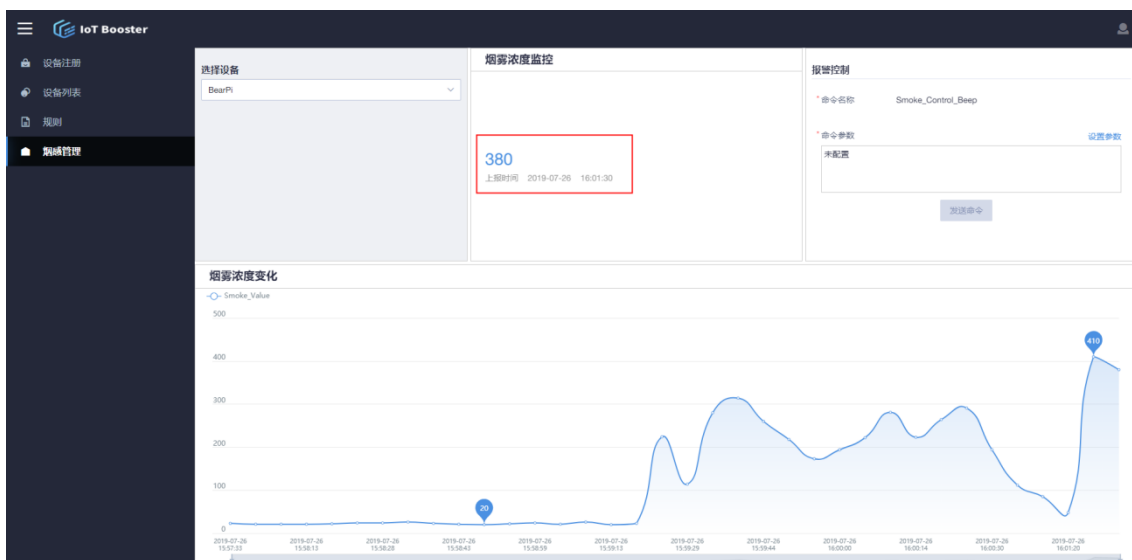 IoT Booster
设备注册
设备列表
规则
烟感管理
选择设备
BearPi
烟雾浓度监控
380
上报时间 2019-07-26 16:01:30
报警控制
*命令名称 Smoke_Control_Beep
*命令参数 设置参数
未配置
发送命令
烟雾浓度变化
Smoke_Value
500
400
300
200
100
0
410
20
2019-07-26 2019-07-26 2019-07-26 2019-07-26 2019-07-26 2019-07-26 2019-07-26 2019-07-26 2019-07-26 2019-07-26 2019-07-26 2019-07-26
15:57:33 15:58:13 15:58:28 15:58:43 15:58:59 15:59:13 15:59:29 15:59:44 16:00:00 16:00:14 16:00:30 16:01:20